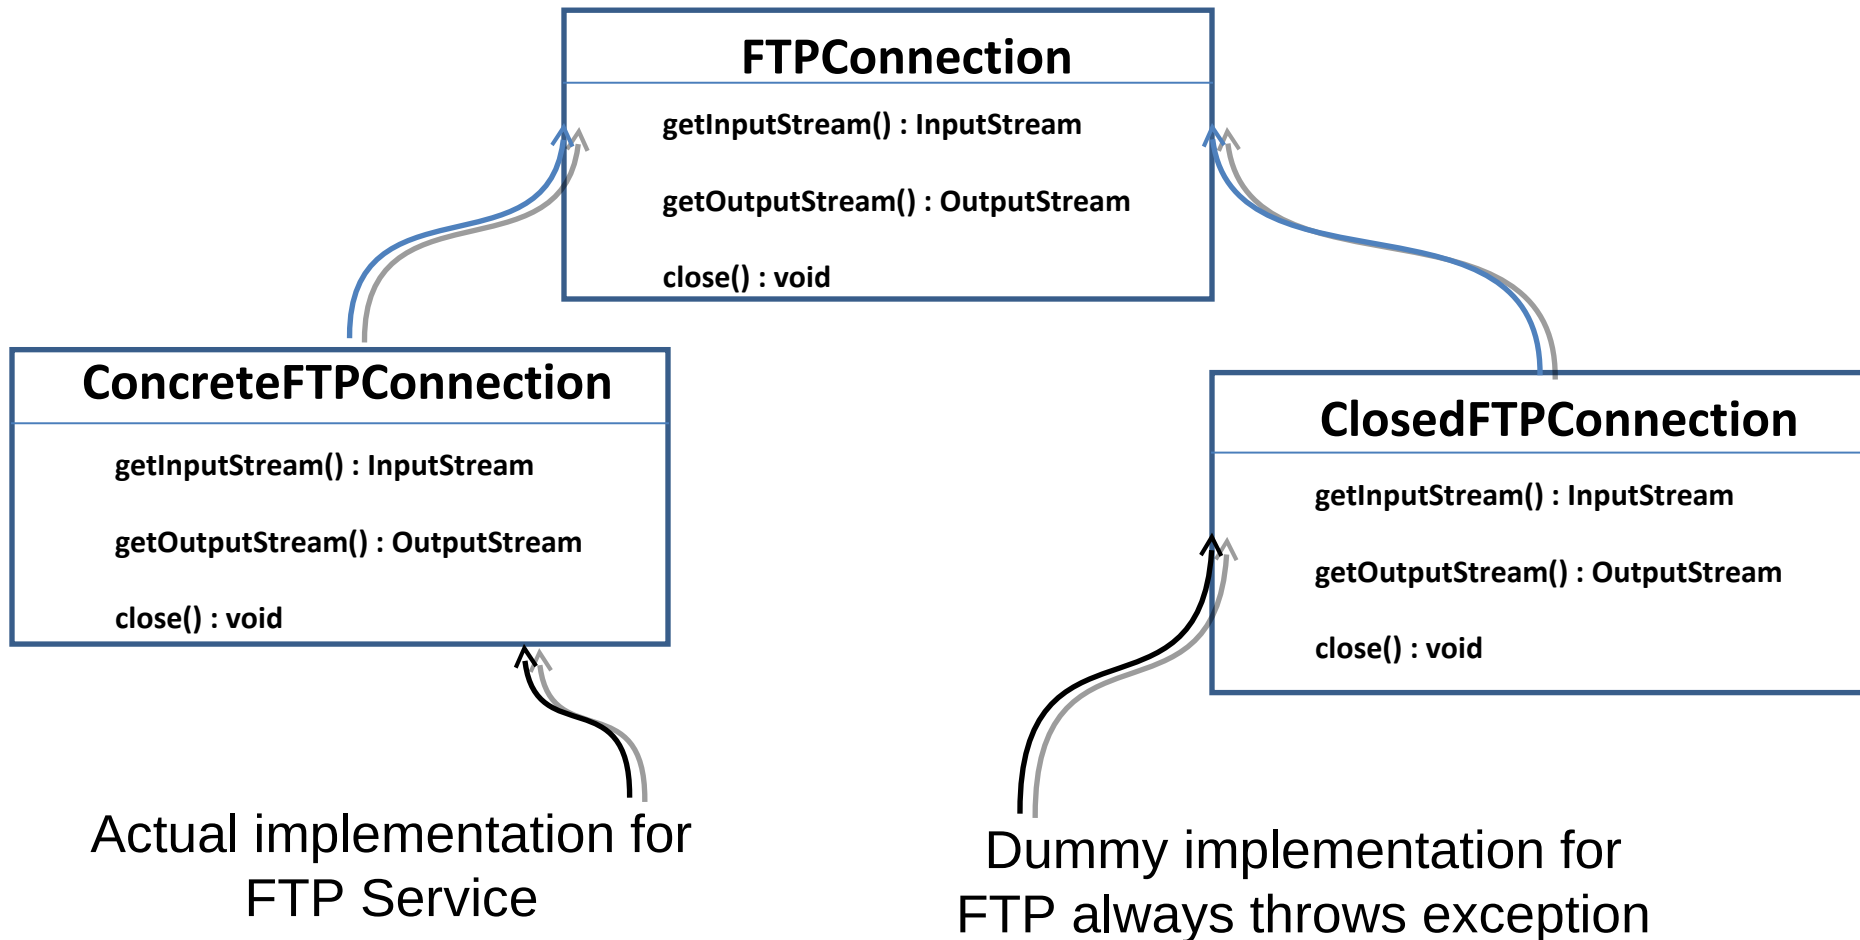 FTPConnection
getInputStream() : InputStream
getOutputStream() : OutputStream
close() : void
ConcreteFTPConnection
getInputStream() : InputStream
getOutputStream() : OutputStream
close() : void
ClosedFTPConnection
getInputStream() : InputStream
getOutputStream() : OutputStream
close() : void
Actual implementation for
FTP Service
Dummy implementation for
FTP always throws exception